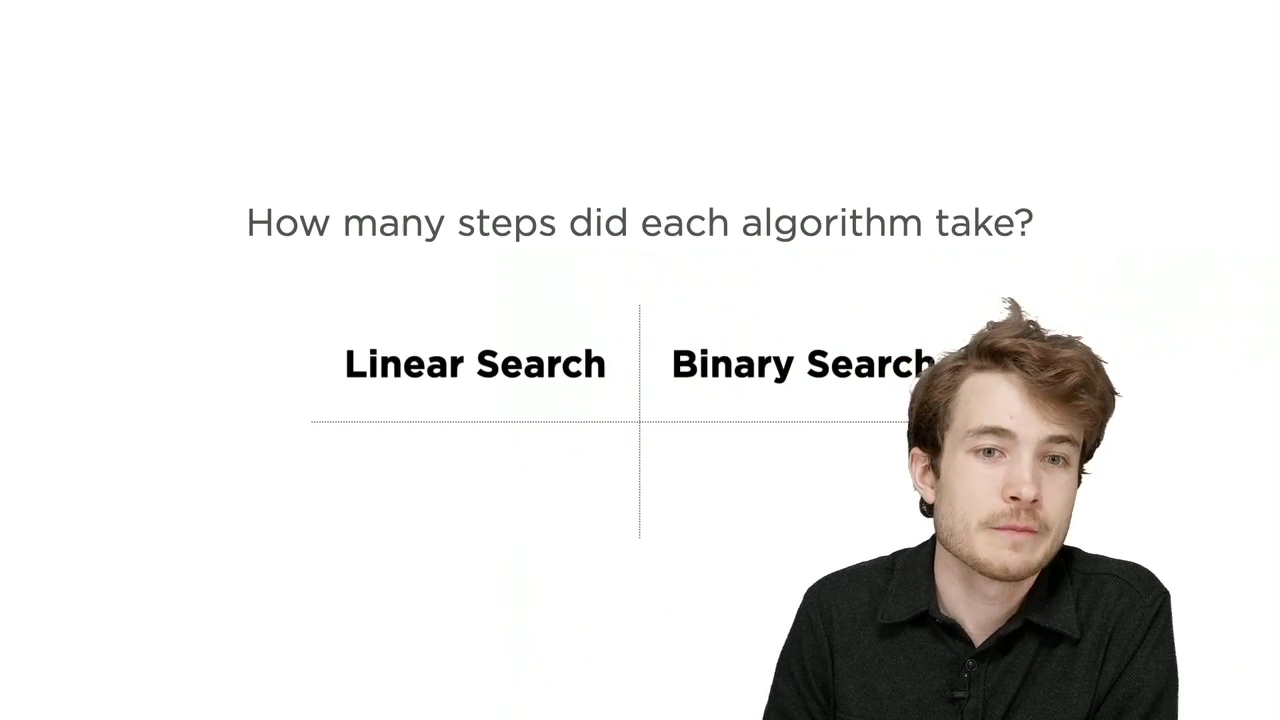 How many steps did each algorithm take?
Linear Search
Binary Search